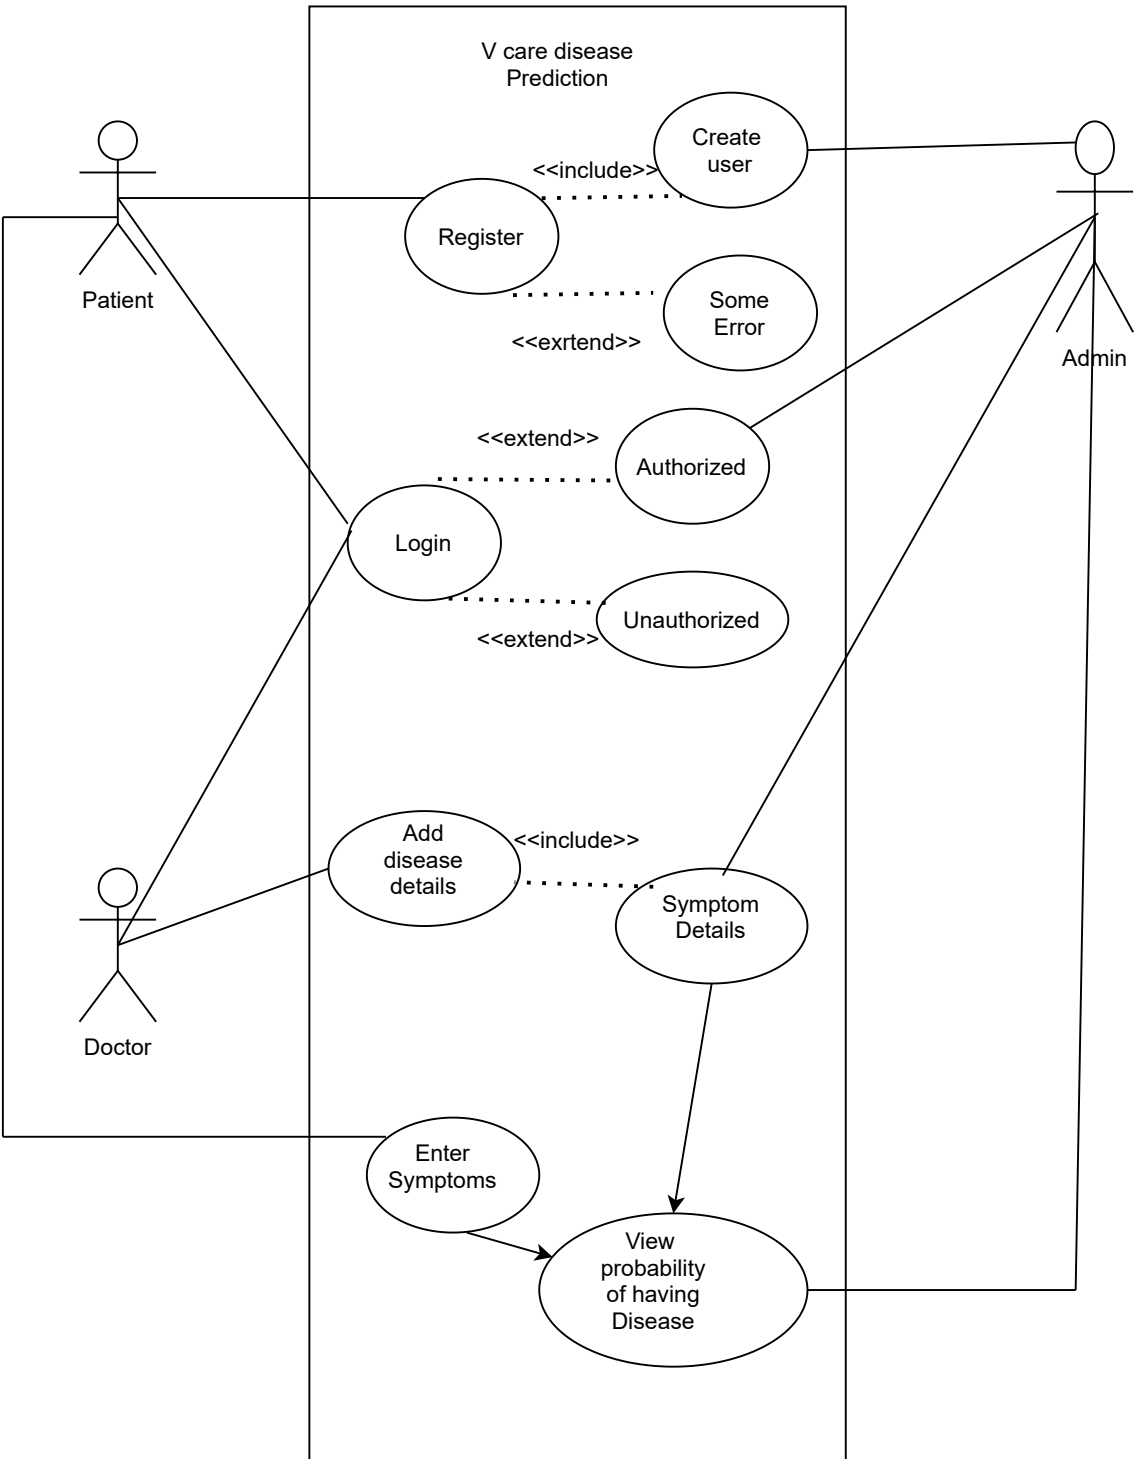 V care disease
Prediction
Create
user
<<include>>
Register
Patient
Some
Error
<<exrtend>>
Admin
<<extend>>
Authorized
Login
Unauthorized
<<extend>>
Add
disease
details
<<include>>
Symptom
Details
Doctor
Enter
Symptoms
View
probability
of having
Disease